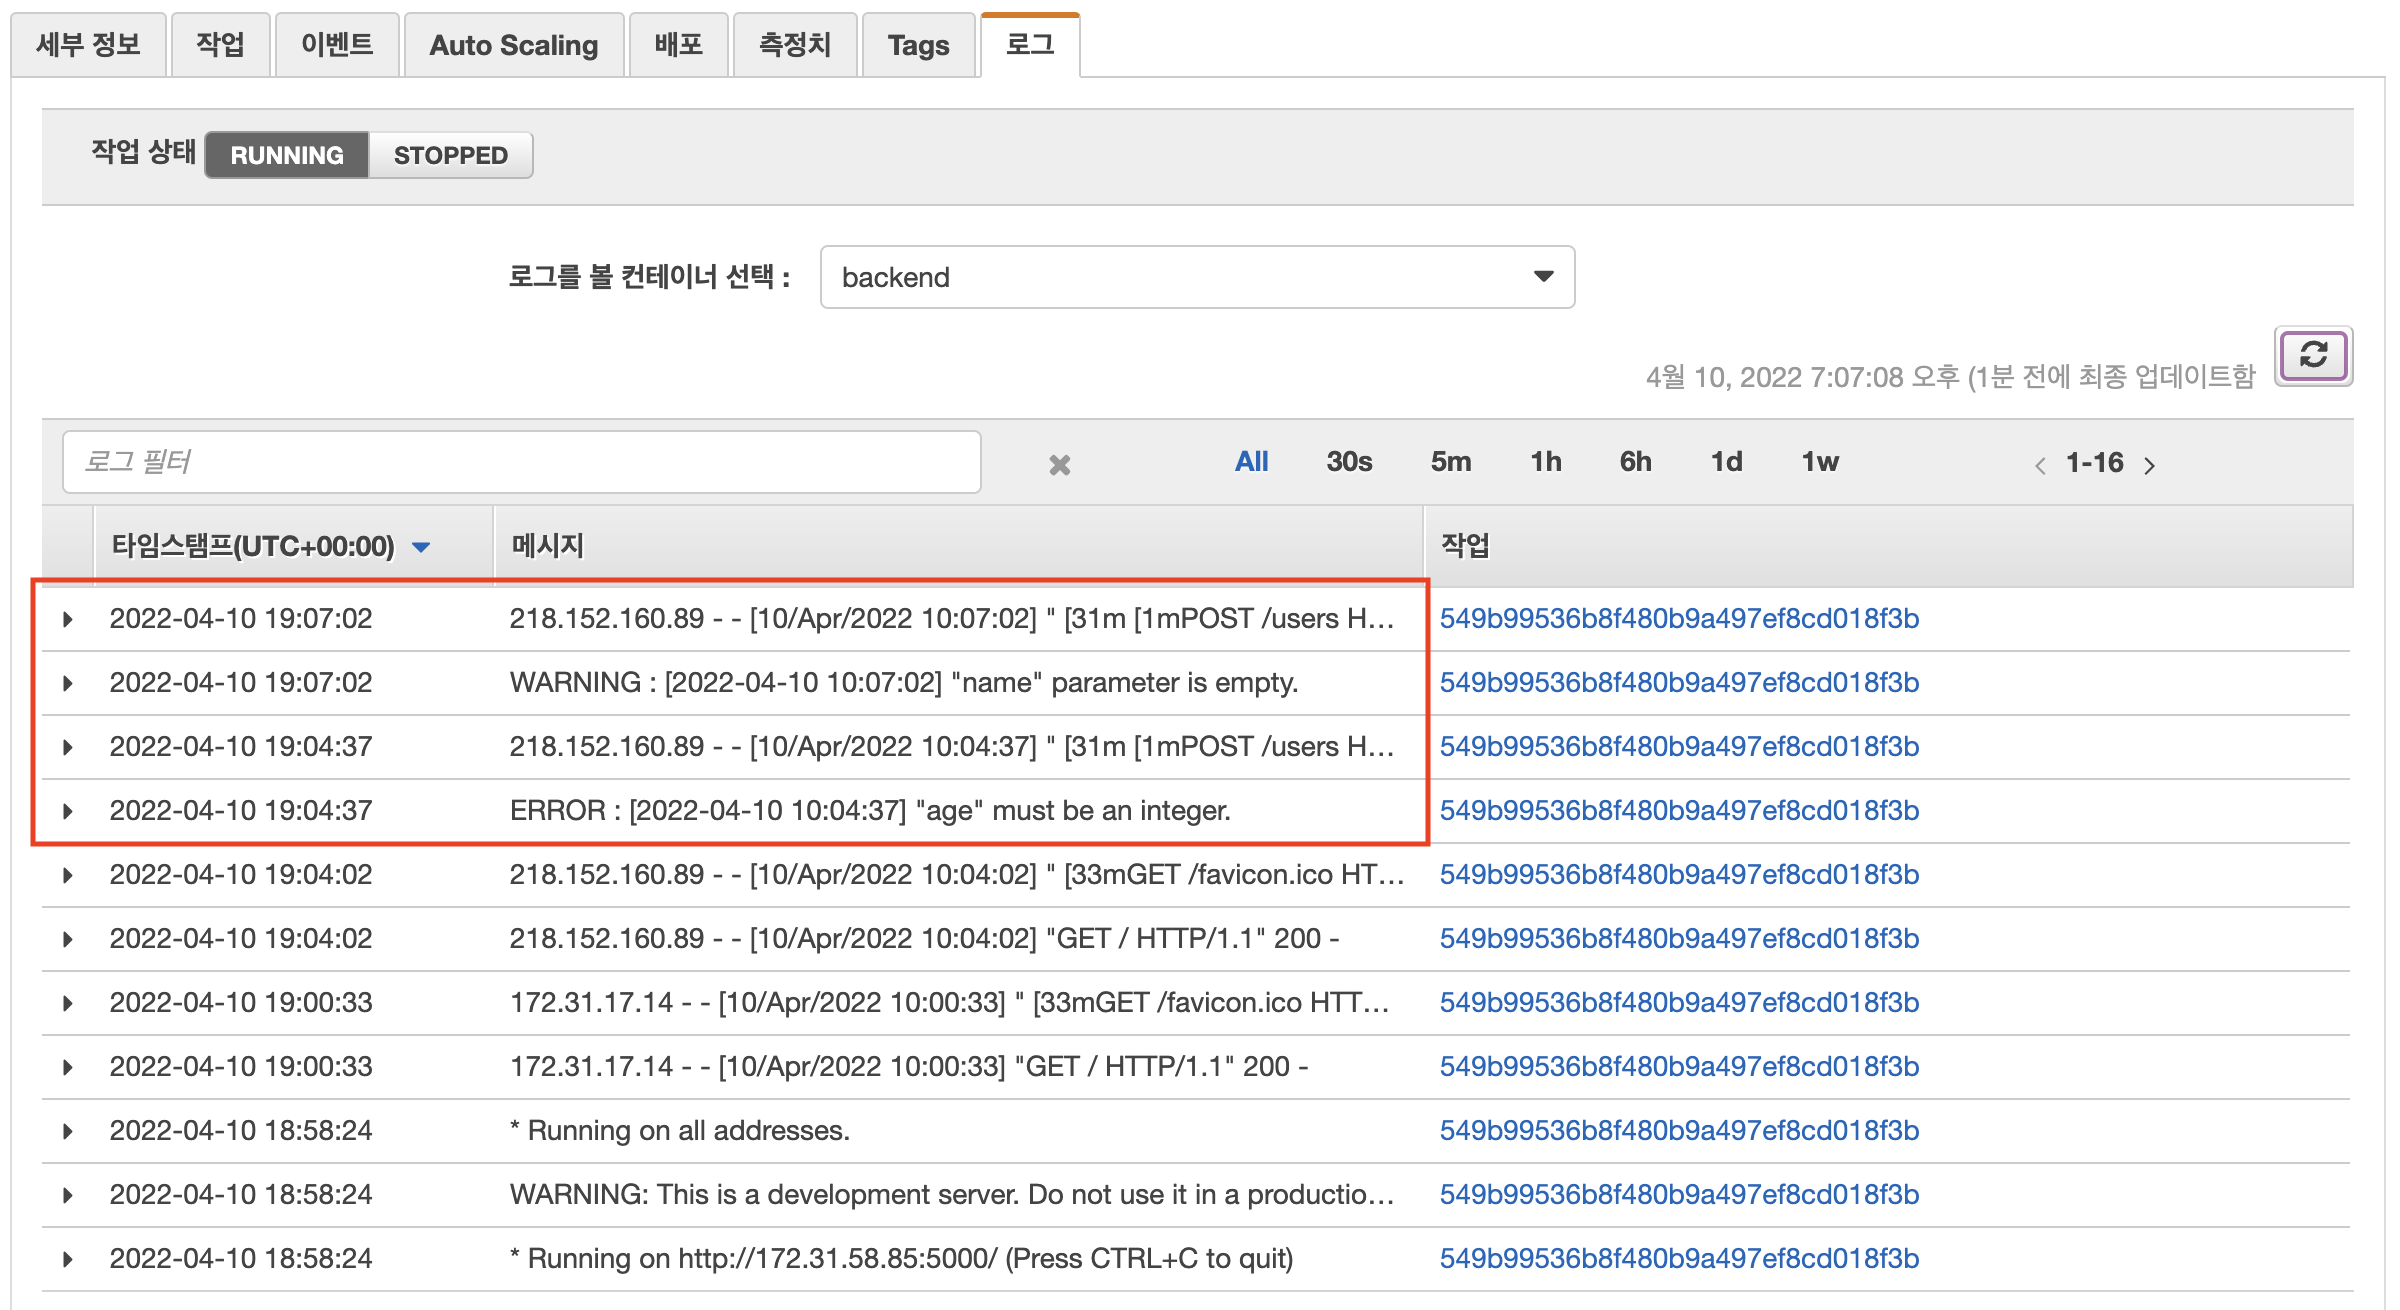 세부 정보 작업 이벤트 Auto Scaling 배포 측정치 Tags 로그
작업 상태 RUNNING STOPPED
로그를 볼 컨테이너 선택 : backend
4월 10, 2022 7:07:08 오후 (1분 전에 최종 업데이트함
로그 필터 All 30s 5m 1h 6h 1d 1w 1-16
타임스탬프(UTC+00:00) 메시지 작업
2022-04-10 19:07:02 218.152.160.89 - - [10/Apr/2022 10:07:02] " [31m [1mPOST /users H... 549b99536b8f480b9a497ef8cd018f3b
2022-04-10 19:07:02 WARNING : [2022-04-10 10:07:02] "name" parameter is empty. 549b99536b8f480b9a497ef8cd018f3b
2022-04-10 19:04:37 218.152.160.89 - - [10/Apr/2022 10:04:37] " [31m [1mPOST /users H... 549b99536b8f480b9a497ef8cd018f3b
2022-04-10 19:04:37 ERROR : [2022-04-10 10:04:37] "age" must be an integer. 549b99536b8f480b9a497ef8cd018f3b
2022-04-10 19:04:02 218.152.160.89 - - [10/Apr/2022 10:04:02] " [33mGET /favicon.ico HT... 549b99536b8f480b9a497ef8cd018f3b
2022-04-10 19:04:02 218.152.160.89 - - [10/Apr/2022 10:04:02] "GET / HTTP/1.1" 200 - 549b99536b8f480b9a497ef8cd018f3b
2022-04-10 19:00:33 172.31.17.14 - - [10/Apr/2022 10:00:33] " [33mGET /favicon.ico HTT... 549b99536b8f480b9a497ef8cd018f3b
2022-04-10 19:00:33 172.31.17.14 - - [10/Apr/2022 10:00:33] "GET / HTTP/1.1" 200 - 549b99536b8f480b9a497ef8cd018f3b
2022-04-10 18:58:24 * Running on all addresses. 549b99536b8f480b9a497ef8cd018f3b
2022-04-10 18:58:24 WARNING: This is a development server. Do not use it in a productio... 549b99536b8f480b9a497ef8cd018f3b
2022-04-10 18:58:24 * Running on http://172.31.58.85:5000/ (Press CTRL+C to quit) 549b99536b8f480b9a497ef8cd018f3b